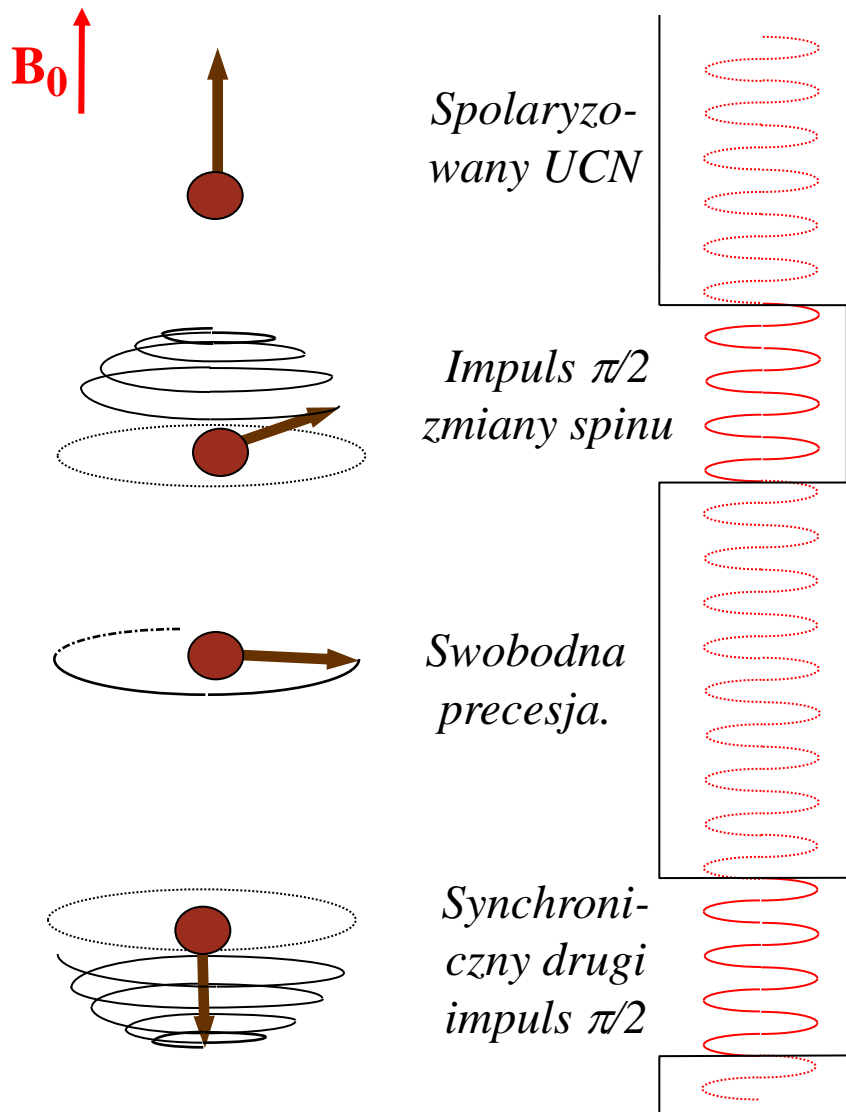 B₀
Spolaryzo-
wany UCN
Impuls π/2
zmiany spinu
Swobodna
precesja.
Synchroni-
czny drugi
impuls π/2